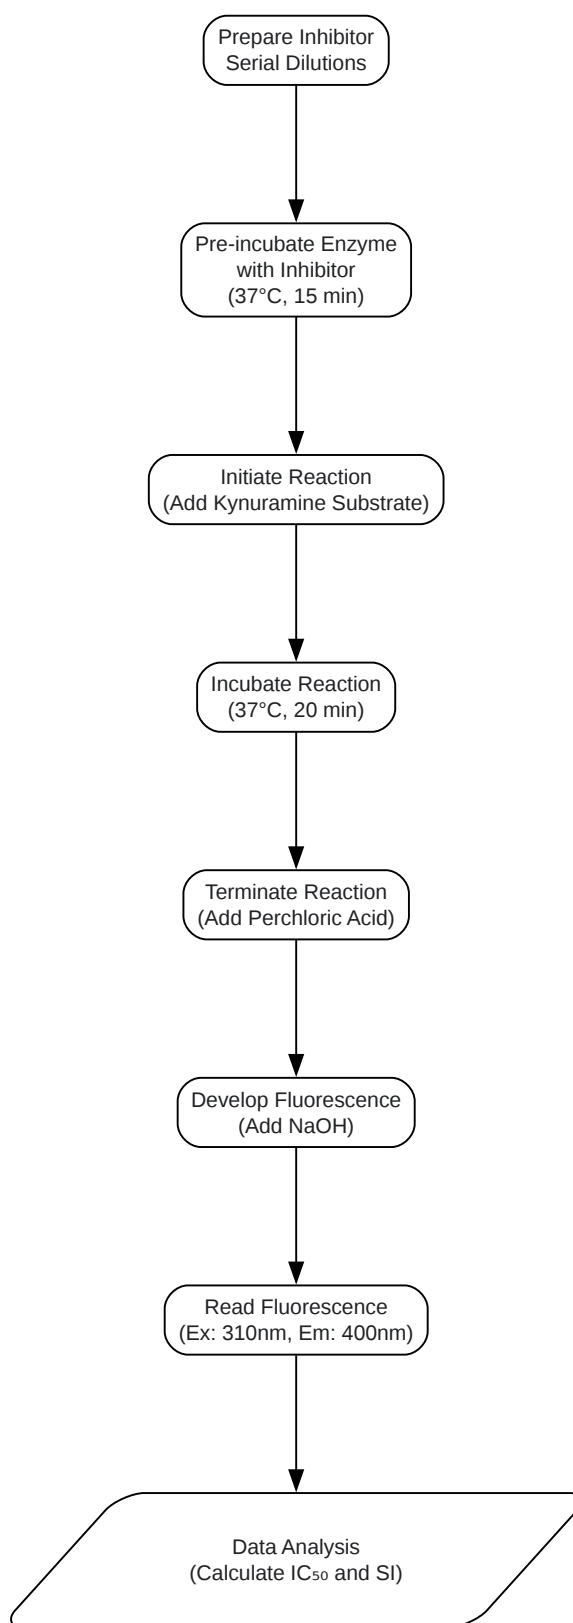 Prepare Inhibitor
Serial Dilutions
Pre-incubate Enzyme
with Inhibitor
(37°C, 15 min)
Initiate Reaction
(Add Kynuramine Substrate)
Incubate Reaction
(37°C, 20 min)
Terminate Reaction
(Add Perchloric Acid)
Develop Fluorescence
(Add NaOH)
Read Fluorescence
(Ex: 310nm, Em: 400nm)
Data Analysis
(Calculate IC₅₀ and SI)